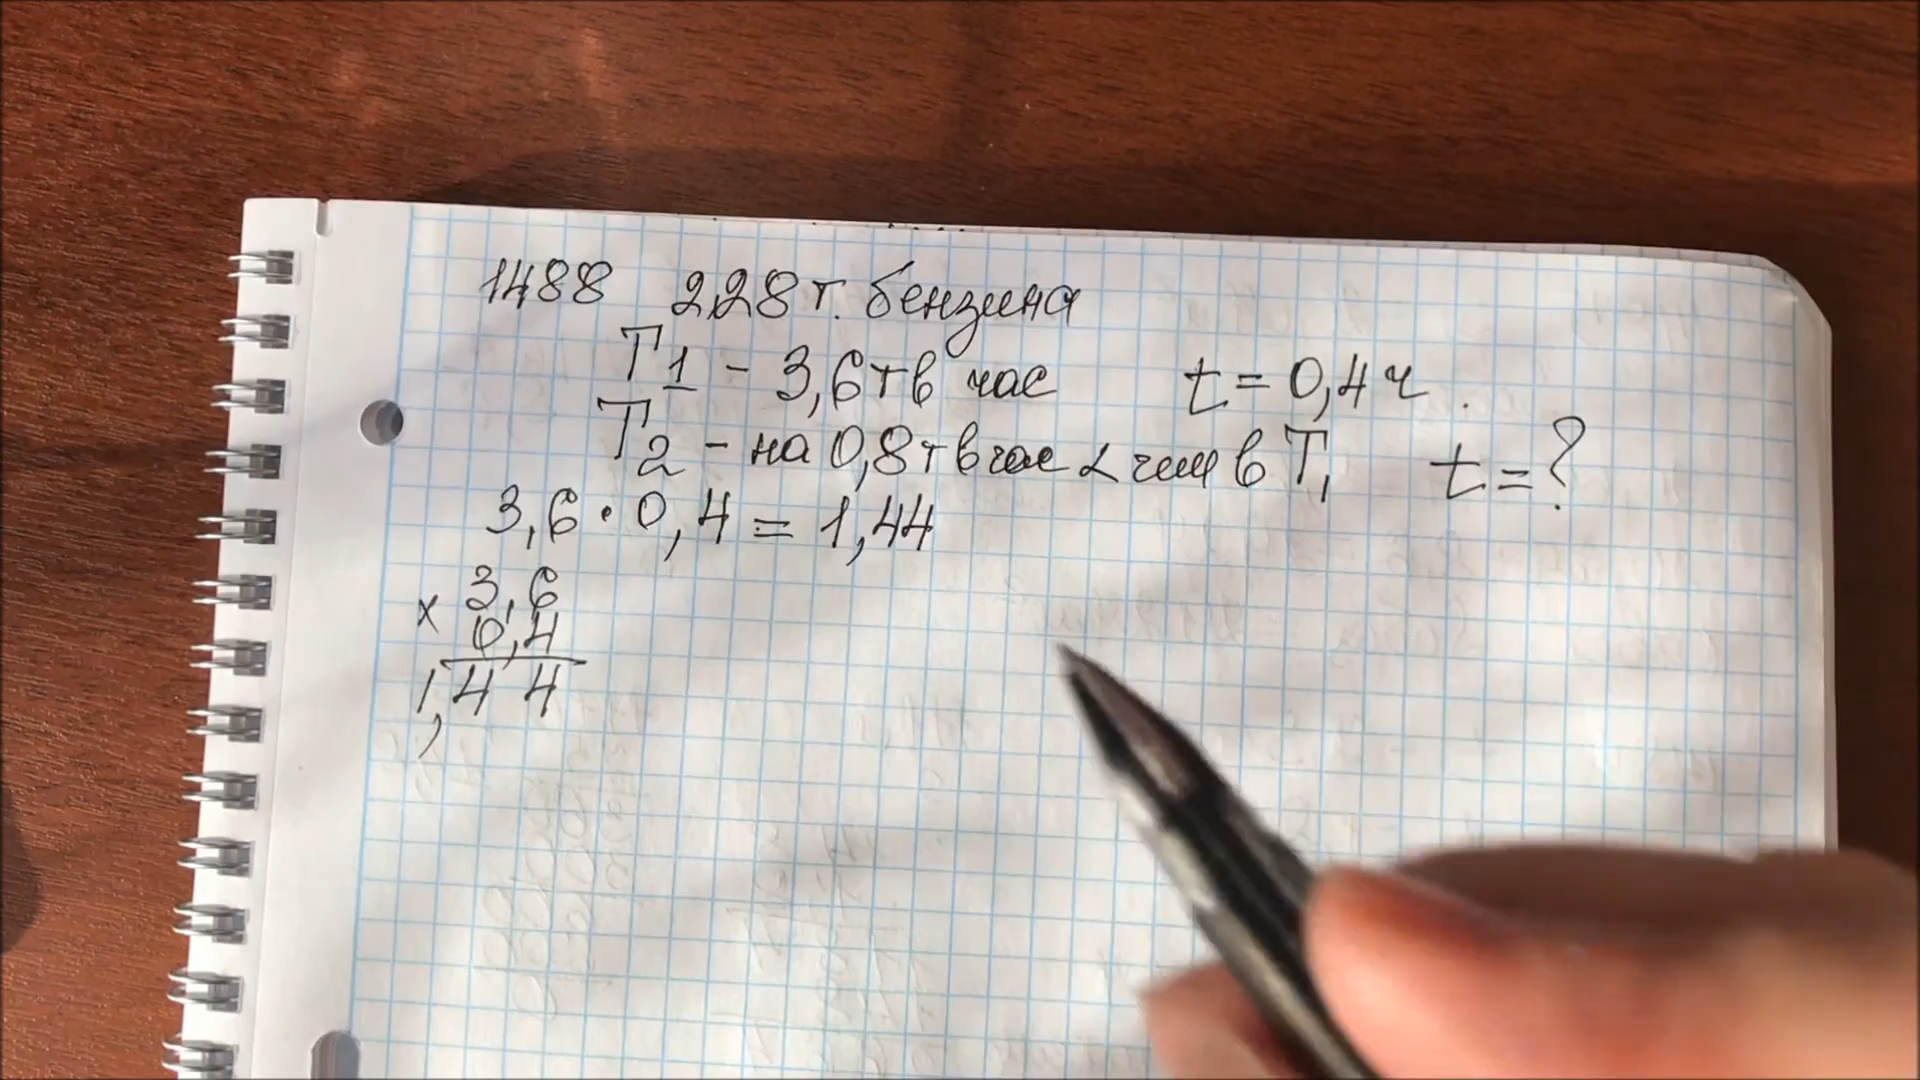 1488 2,28 т. бензина
T1 - 3,6 т в час t = 0,4 ч.
T2 - на 0,8 т в час < чем в T1 t = ?
3,6 · 0,4 = 1,44
3,6
x 0,4
1,44